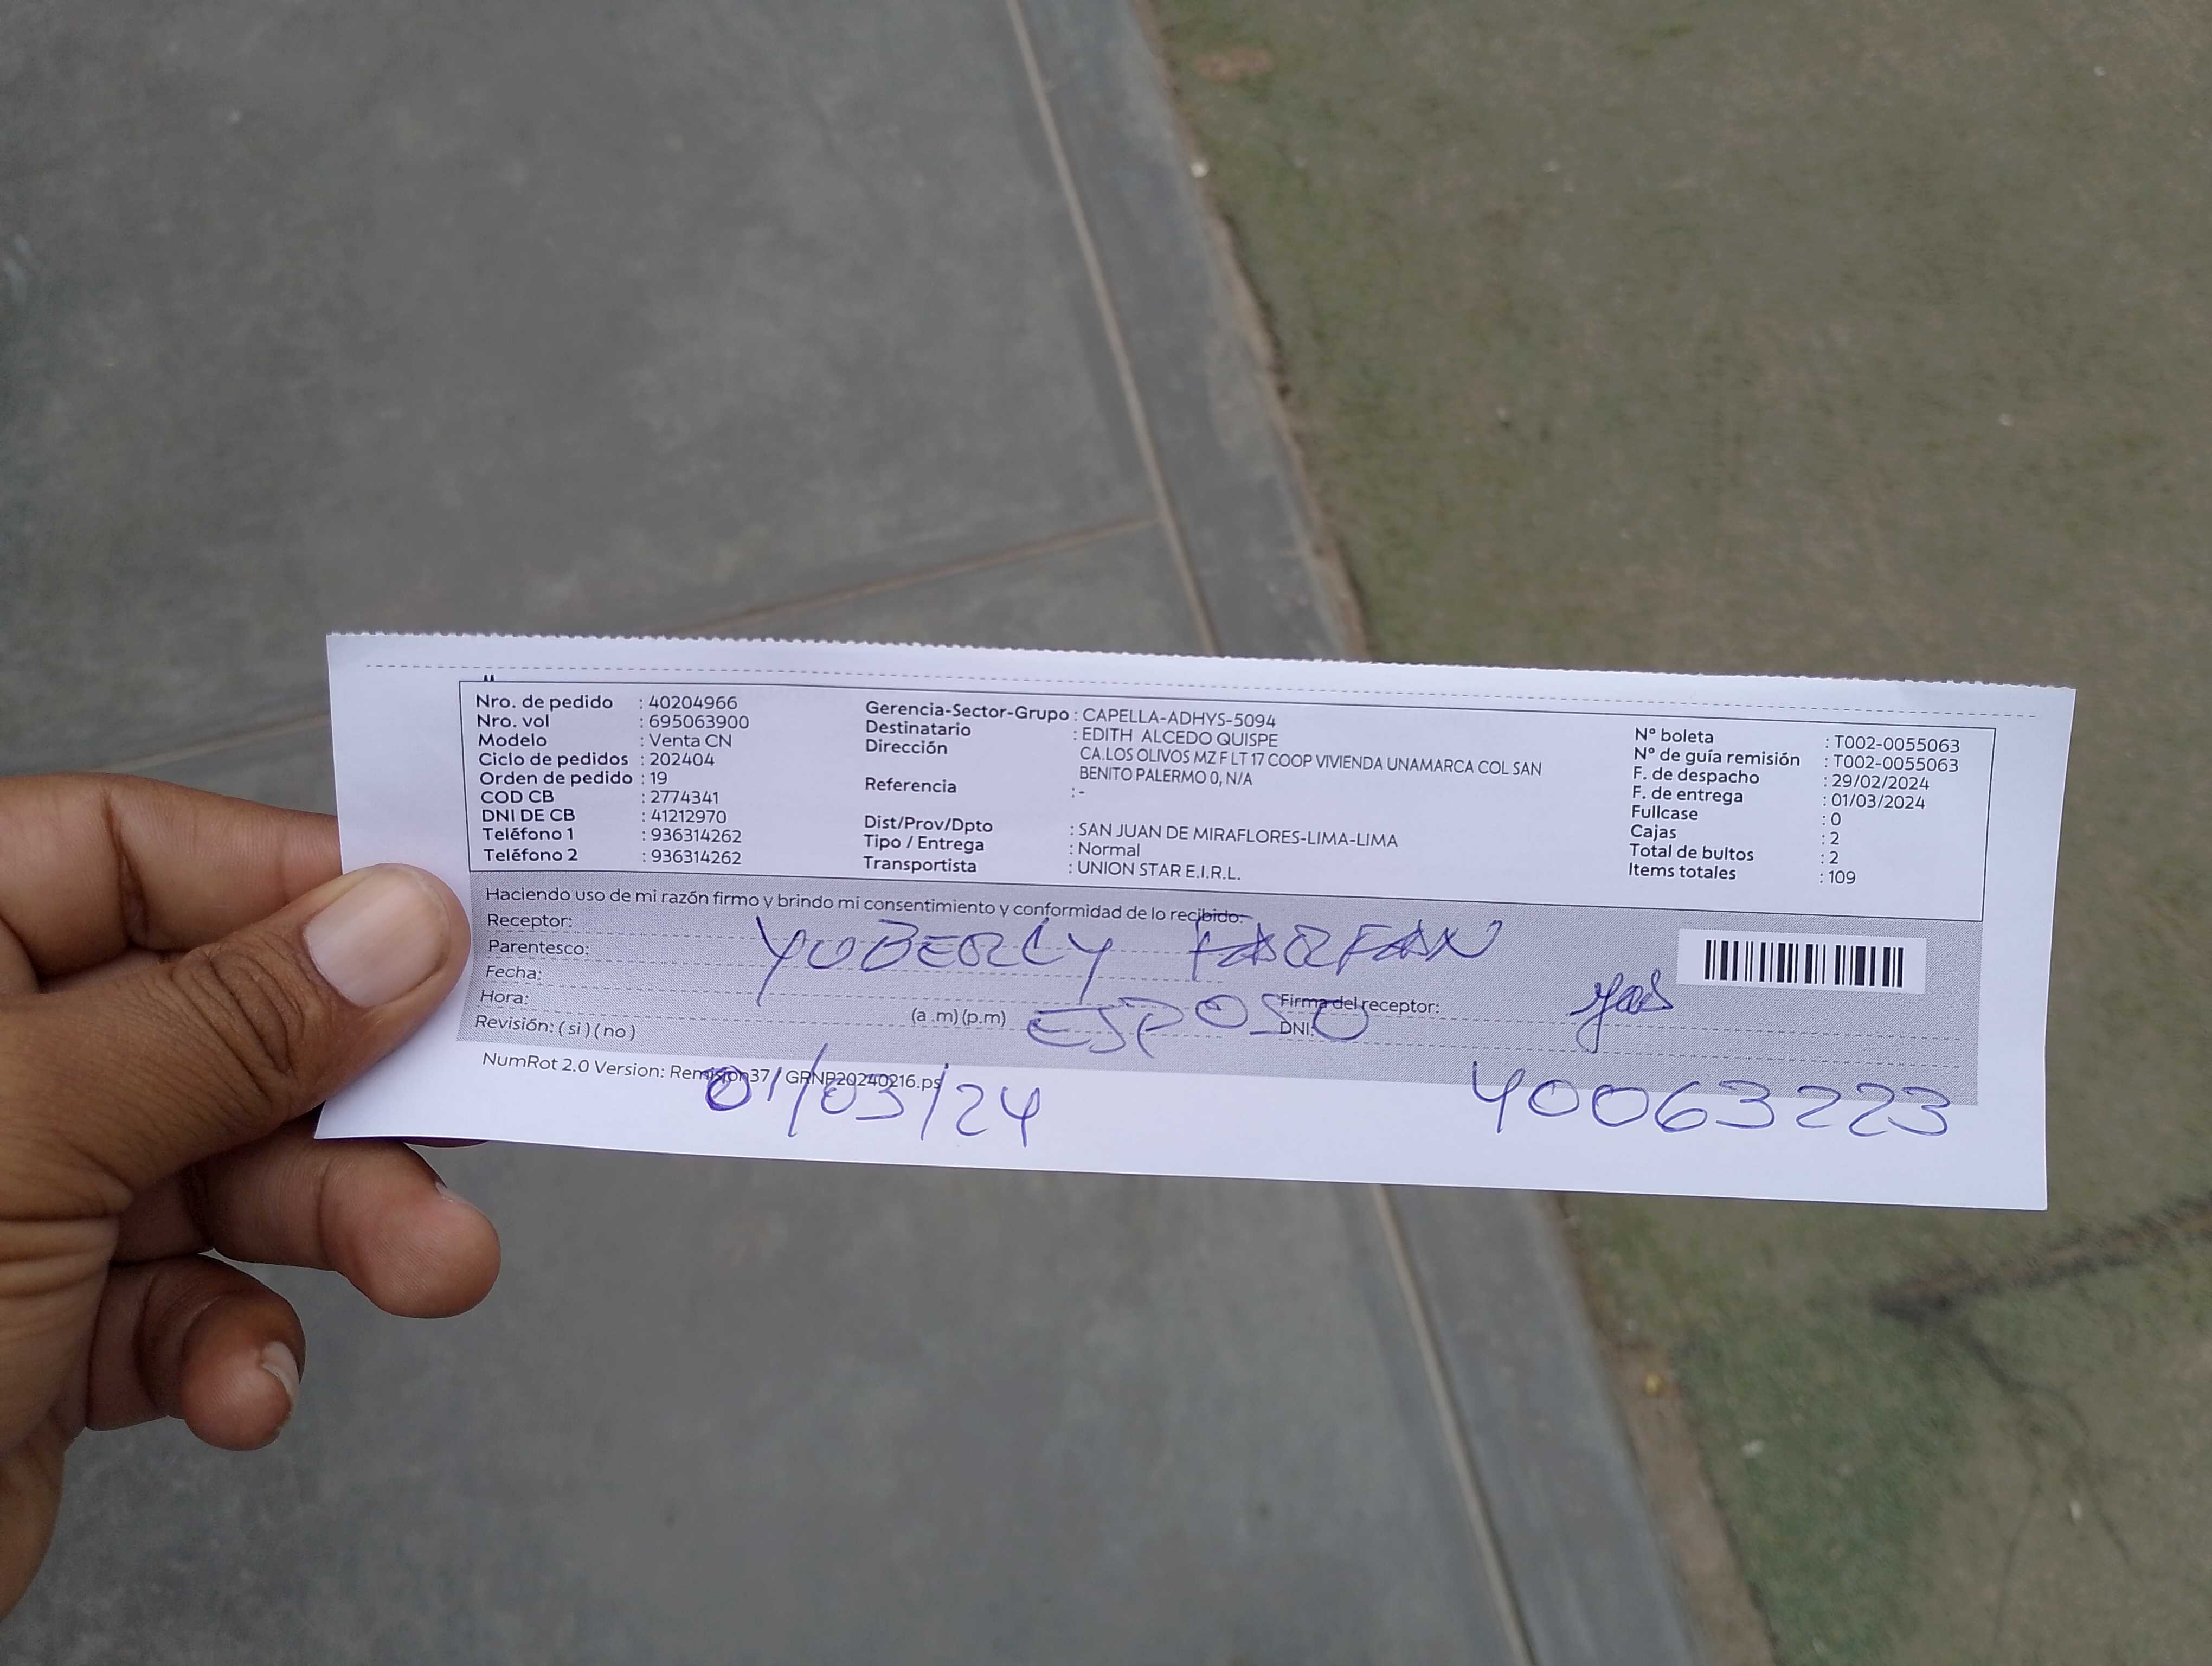 Nro. de pedido : 40204966
Nro. vol : 695063900
Modelo : Venta CN
Ciclo de pedidos : 202404
Orden de pedido : 19
COD CB : 2774341
DNI DE CB : 41212970
Teléfono 1 : 936314262
Teléfono 2 : 936314262
Gerencia-Sector-Grupo : CAPELLA-ADHYS-5094
Destinatario : EDITH ALCEDO QUISPE
Dirección CA.LOS OLIVOS MZ F LT 17 COOP VIVIENDA UNAMARCA COL SAN
BENITO PALERMO 0, N/A
Referencia :-
Dist/Prov/Dpto : SAN JUAN DE MIRAFLORES-LIMA-LIMA
Tipo / Entrega : Normal
Transportista : UNION STAR E.I.R.L.
N° boleta : T002-0055063
N° de guía remisión : T002-0055063
F. de despacho : 29/02/2024
F. de entrega : 01/03/2024
Fullcase : 0
Cajas : 2
Total de bultos : 2
Items totales : 109
Haciendo uso de mi razón firmo y brindo mi consentimiento y conformidad de lo recibido:
Receptor: YUBERLY FARFAN
Parentesco: ESPOSO
Fecha: 01/03/24
Hora: (a.m)(p.m)
Revisión: ( si ) ( no )
Firma del receptor:
DNI: 40063223
NumRot 2.0 Version: Remision37/ GRNP20240216.ps